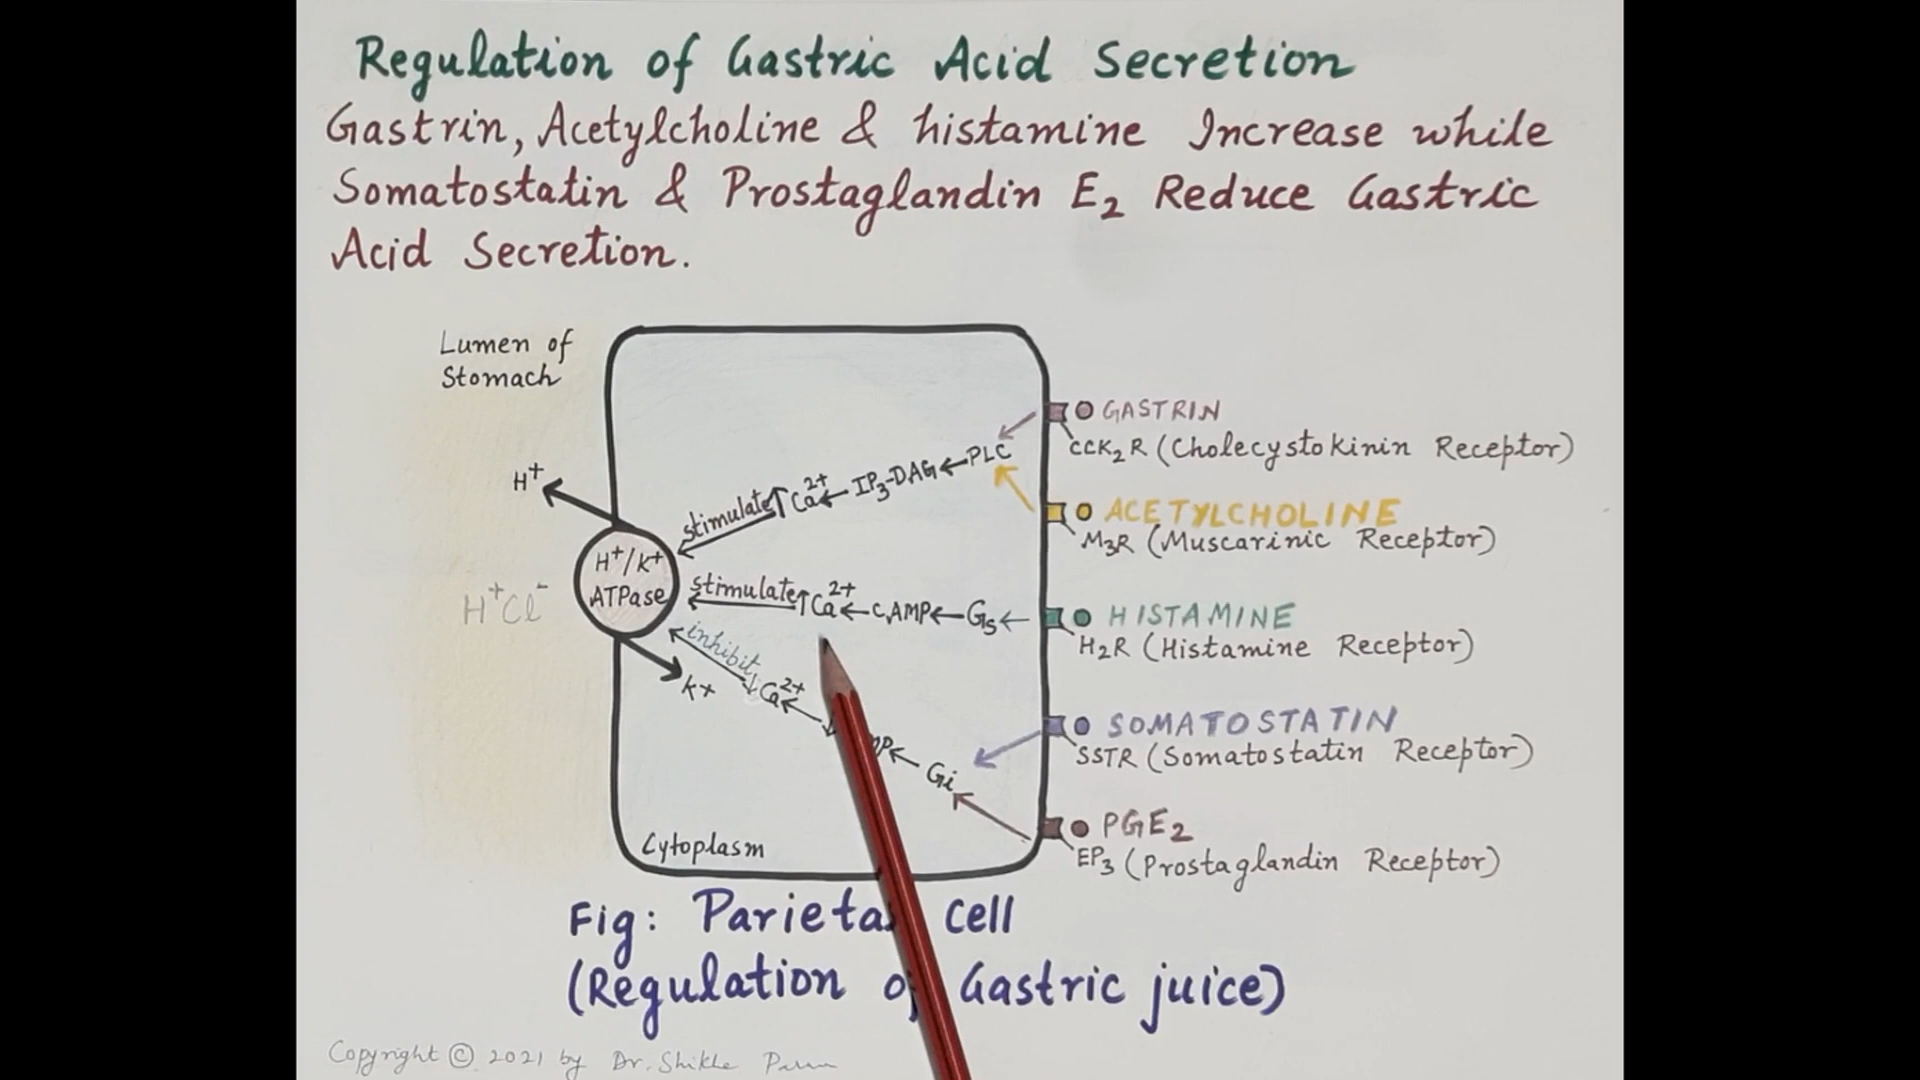 Regulation of Gastric Acid Secretion
Gastrin, Acetylcholine & histamine Increase while
Somatostatin & Prostaglandin E2 Reduce Gastric
Acid Secretion.
Lumen of
Stomach
GASTRIN
CCK2R (Cholecystokinin Receptor)
H+
stimulate ↑Ca2+ ← IP3-DAG ← PLC
ACETYLCHOLINE
M3R (Muscarinic Receptor)
H+/K+
ATPase
H+Cl-
stimulate ↑Ca2+ ← cAMP ← Gs ←
HISTAMINE
H2R (Histamine Receptor)
inhibit ↓Ca2+ ← ↓ ← Gi
K+
SOMATOSTATIN
SSTR (Somatostatin Receptor)
PGE2
EP3 (Prostaglandin Receptor)
Cytoplasm
Fig: Parietal Cell
(Regulation of Gastric juice)
Copyright © 2021 by Dr. Shikha